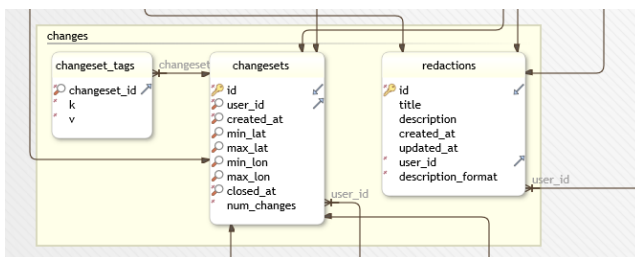 changes
changeset_tags
changeset_id
k
v
changeset
changesets
id
user_id
created_at
min_lat
max_lat
min_lon
max_lon
closed_at
num_changes
user_id
redactions
id
title
description
created_at
updated_at
user_id
description_format
user_id